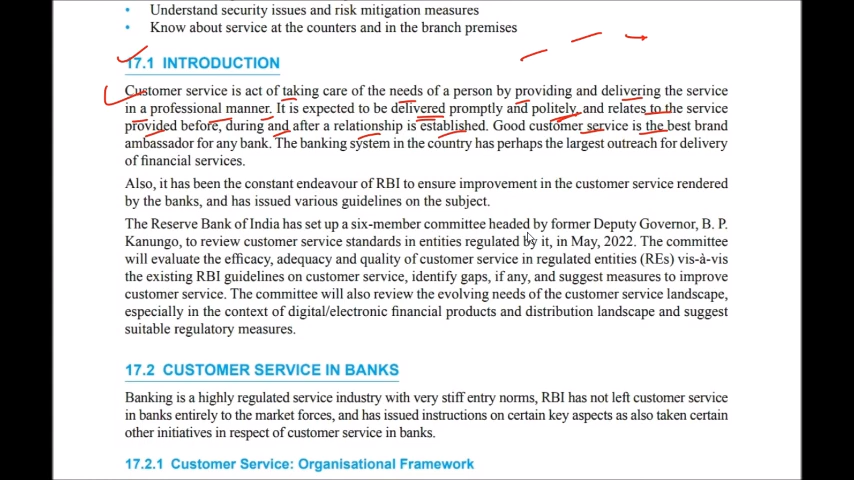 • Understand security issues and risk mitigation measures
• Know about service at the counters and in the branch premises
17.1 INTRODUCTION
Customer service is act of taking care of the needs of a person by providing and delivering the service
in a professional manner. It is expected to be delivered promptly and politely, and relates to the service
provided before, during and after a relationship is established. Good customer service is the best brand
ambassador for any bank. The banking system in the country has perhaps the largest outreach for delivery
of financial services.
Also, it has been the constant endeavour of RBI to ensure improvement in the customer service rendered
by the banks, and has issued various guidelines on the subject.
The Reserve Bank of India has set up a six-member committee headed by former Deputy Governor, B. P.
Kanungo, to review customer service standards in entities regulated by it, in May, 2022. The committee
will evaluate the efficacy, adequacy and quality of customer service in regulated entities (REs) vis-à-vis
the existing RBI guidelines on customer service, identify gaps, if any, and suggest measures to improve
customer service. The committee will also review the evolving needs of the customer service landscape,
especially in the context of digital/electronic financial products and distribution landscape and suggest
suitable regulatory measures.
17.2 CUSTOMER SERVICE IN BANKS
Banking is a highly regulated service industry with very stiff entry norms, RBI has not left customer service
in banks entirely to the market forces, and has issued instructions on certain key aspects as also taken certain
other initiatives in respect of customer service in banks.
17.2.1 Customer Service: Organisational Framework